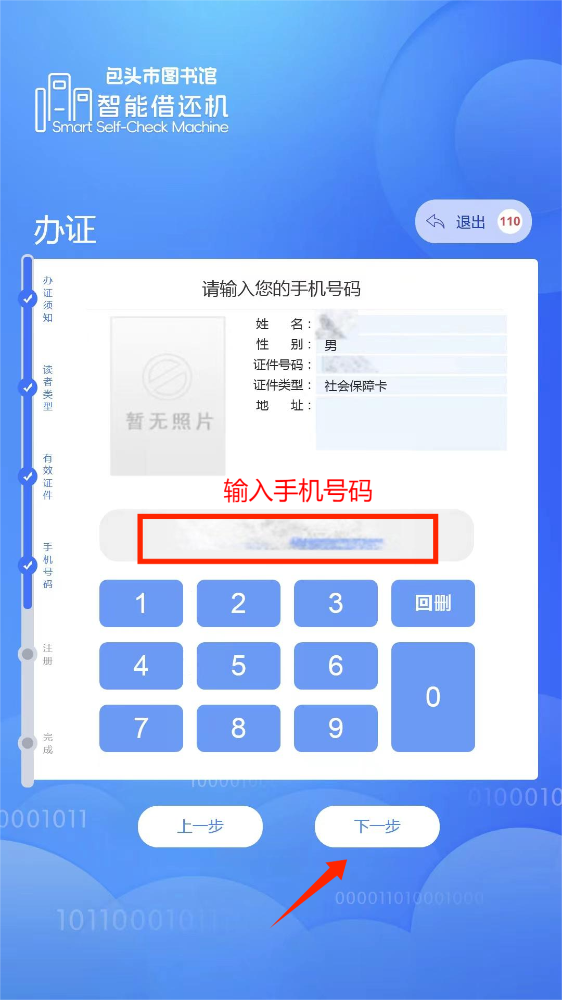 包头市图书馆
智能借还机
Smart Self-Check Machine
办证
退出 110
办证须知
读者类型
有效证件
手机号码
注册
完成
请输入您的手机号码
暂无照片
姓 名：
性 别： 男
证件号码：
证件类型： 社会保障卡
地 址：
输入手机号码
1 2 3 回删
4 5 6
0
7 8 9
0001011
0100010
上一步 下一步
000011010001000